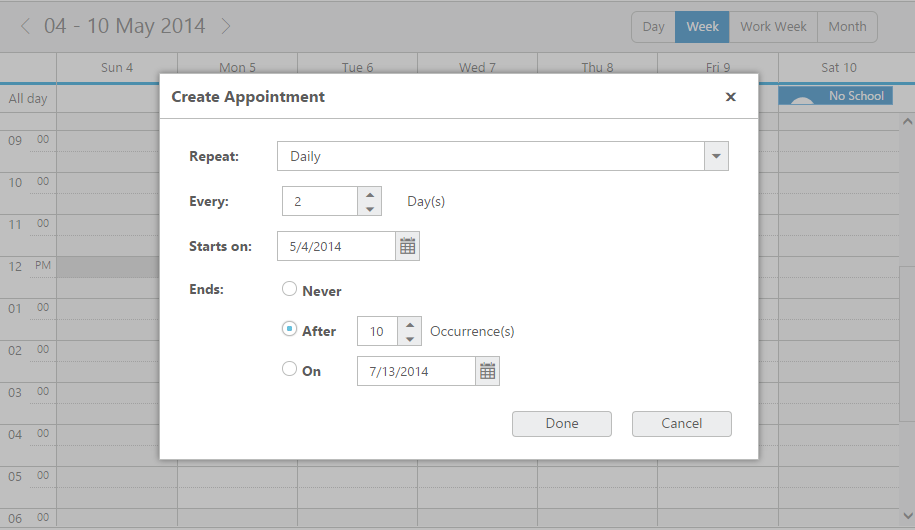 04 - 10 May 2014
Day Week Work Week Month
Sun 4 Mon 5 Tue 6 Wed 7 Thu 8 Fri 9 Sat 10
All day No School
Create Appointment
Repeat: Daily
Every: 2 Day(s)
Starts on: 5/4/2014
Ends: Never
After 10 Occurrence(s)
On 7/13/2014
Done Cancel
09 00
10 00
11 00
12 PM
01 00
02 00
03 00
04 00
05 00
06 00